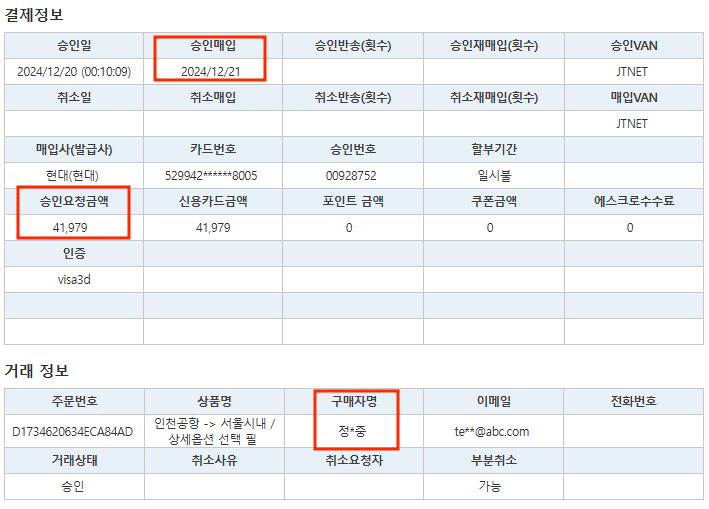 결제정보
승인일 승인매입 승인반송(횟수) 승인재매입(횟수) 승인VAN
2024/12/20 (00:10:09) 2024/12/21 JTNET
취소일 취소매입 취소반송(횟수) 취소재매입(횟수) 매입VAN
JTNET
매입사(발급사) 카드번호 승인번호 할부기간
현대(현대) 529942******8005 00928752 일시불
승인요청금액 신용카드금액 포인트 금액 쿠폰금액 에스크로수수료
41,979 41,979 0 0 0
인증
visa3d
거래 정보
주문번호 상품명 구매자명 이메일 전화번호
D1734620634ECA84AD 인천공항 -> 서울시내 / 정*중 te**@abc.com
상세옵션 선택 필
거래상태 취소사유 취소요청자 부분취소
승인 가능